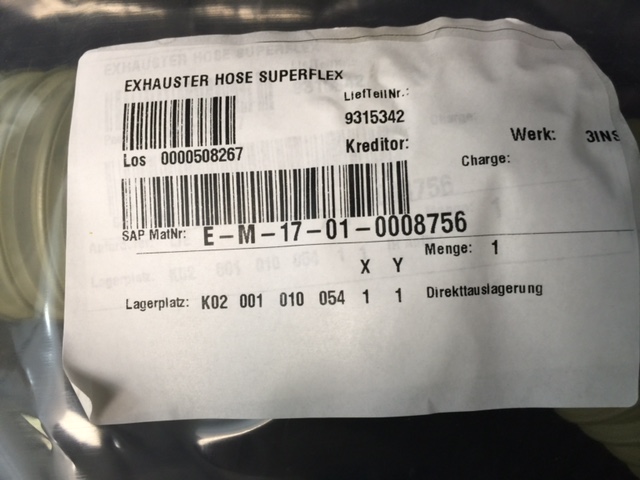 EXHAUSTER HOSE SUPERFLEX
LiefTeilNr.:
9315342
Los 0000508267
Kreditor:
Werk: 3INS
Charge:
SAP MatNr: E-M-17-01-0008756
Menge: 1
X Y
Lagerplatz: K02 001 010 054 1 1 Direkttauslagerung